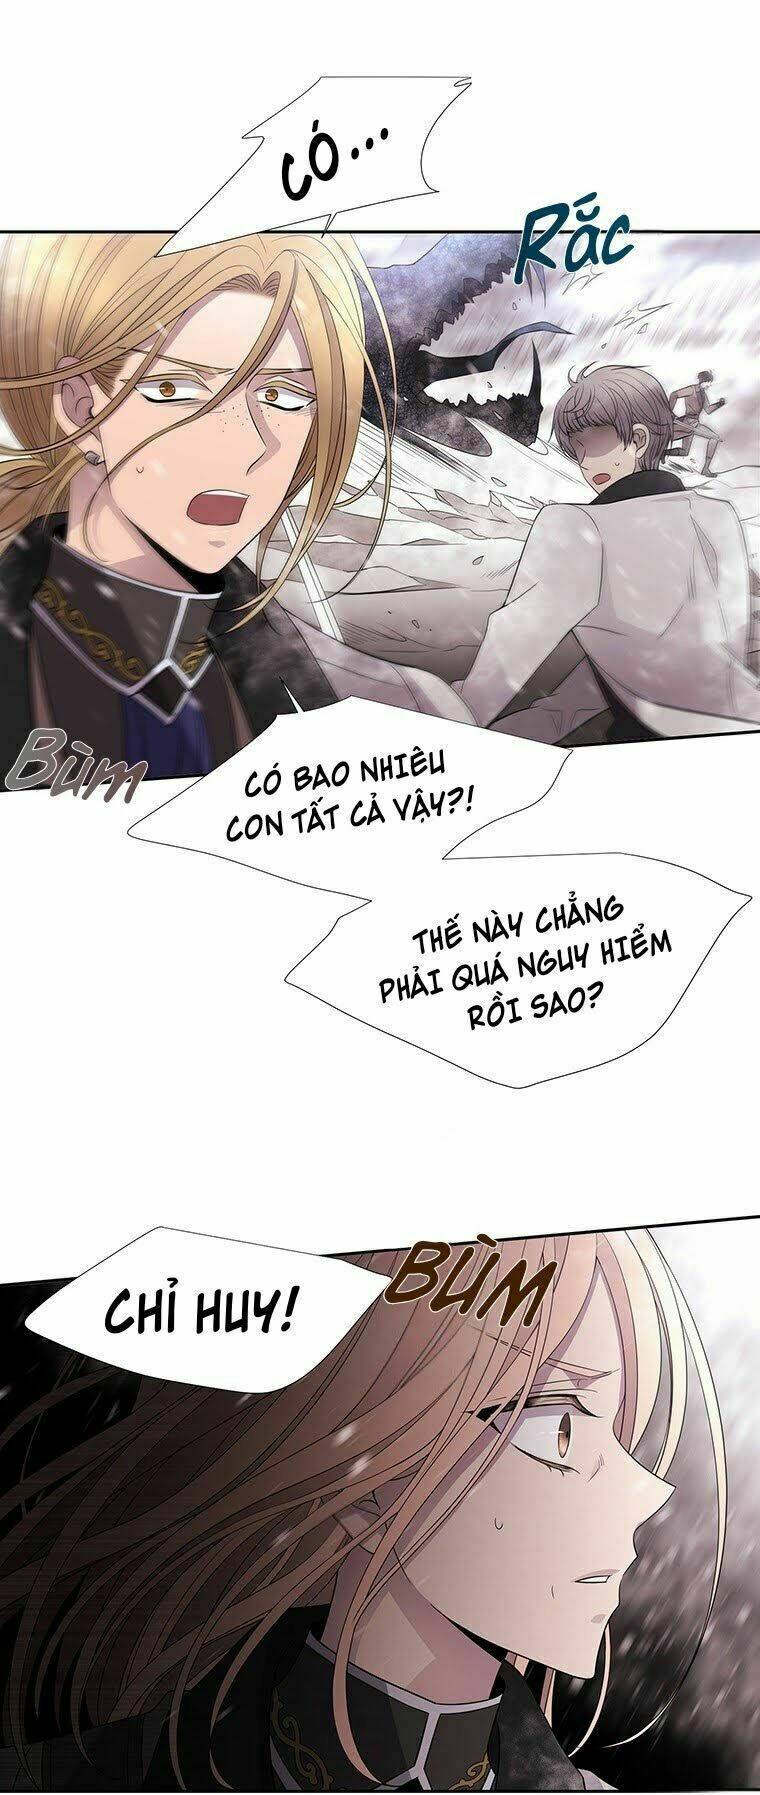 CÓ...
RẮC
BÙM
CÓ BAO NHIÊU
CON TẤT CẢ VẬY?!
THẾ NÀY CHẲNG
PHẢI QUÁ NGUY HIỂM
RỒI SAO?
CHỈ HUY!
BÙM